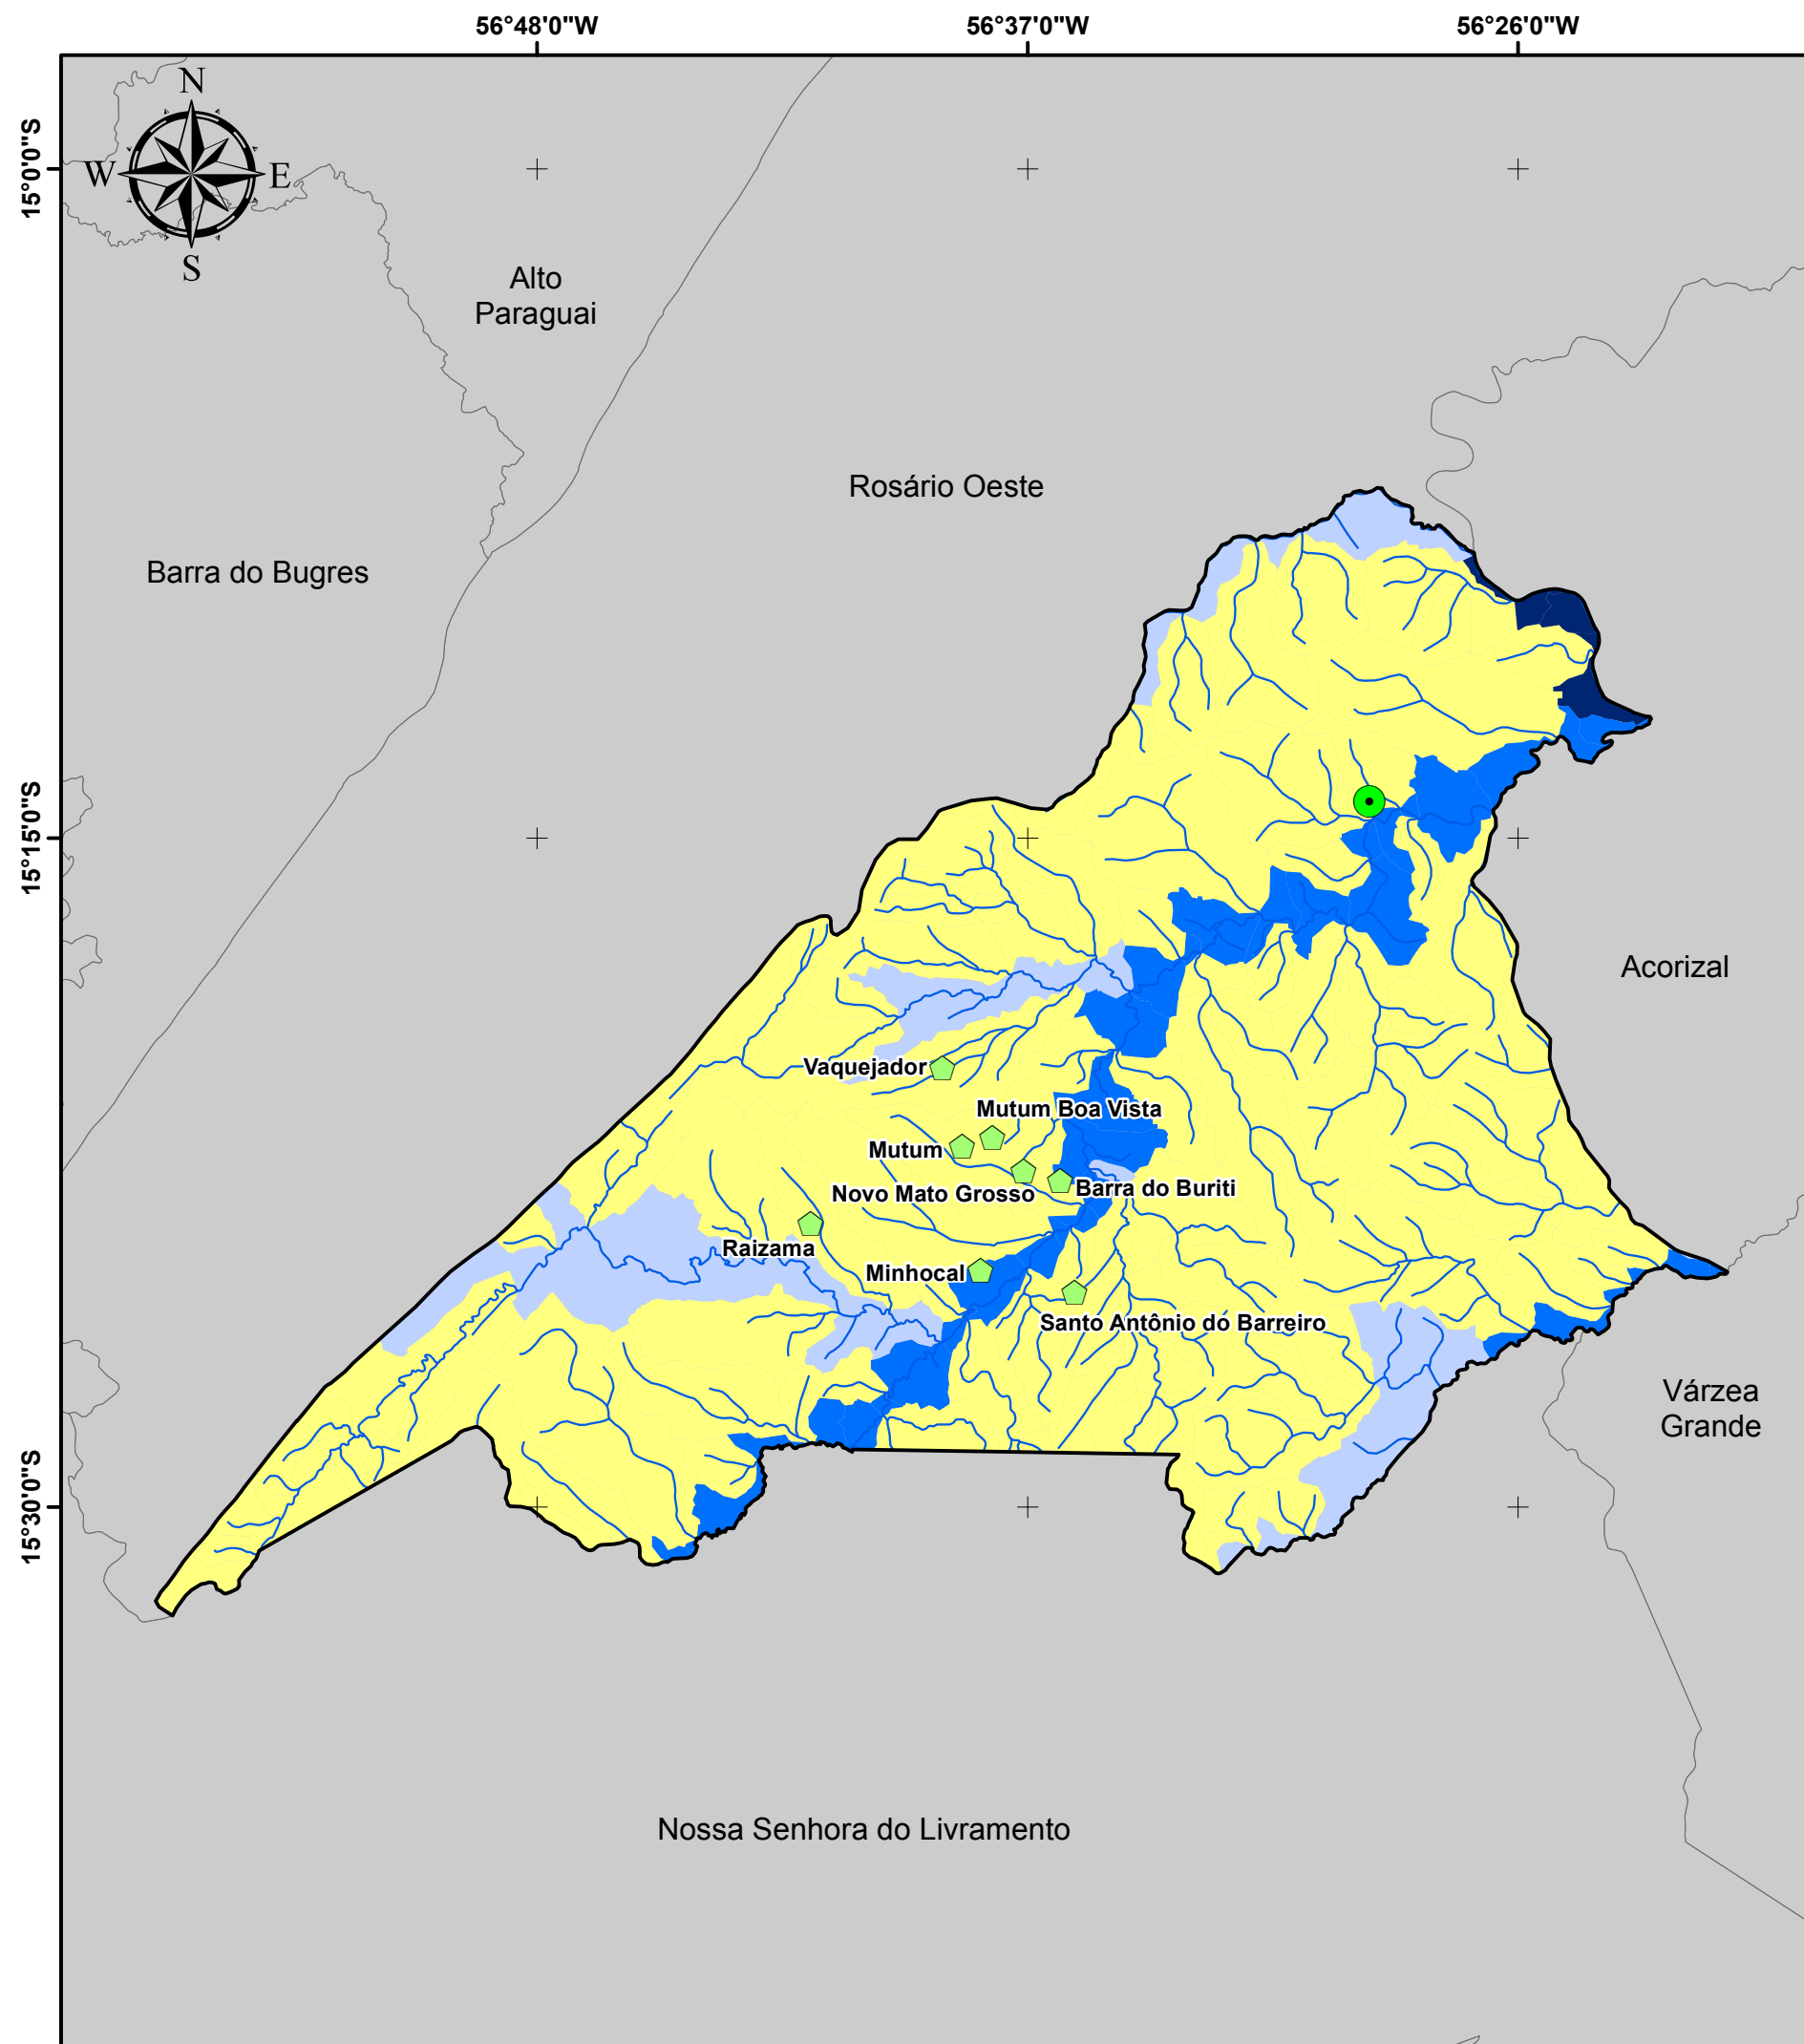 56°48'0"W
56°37'0"W
56°26'0"W
N
15°0'0"S
W
E
S
Alto
Paraguai
Rosário Oeste
Barra do Bugres
15°15'0"S
Acorizal
Vaquejador
Mutum Boa Vista
Mutum
Novo Mato Grosso
Barra do Buriti
Raizama
Minhocal
Santo Antônio do Barreiro
Várzea
Grande
15°30'0"S
Nossa Senhora do Livramento